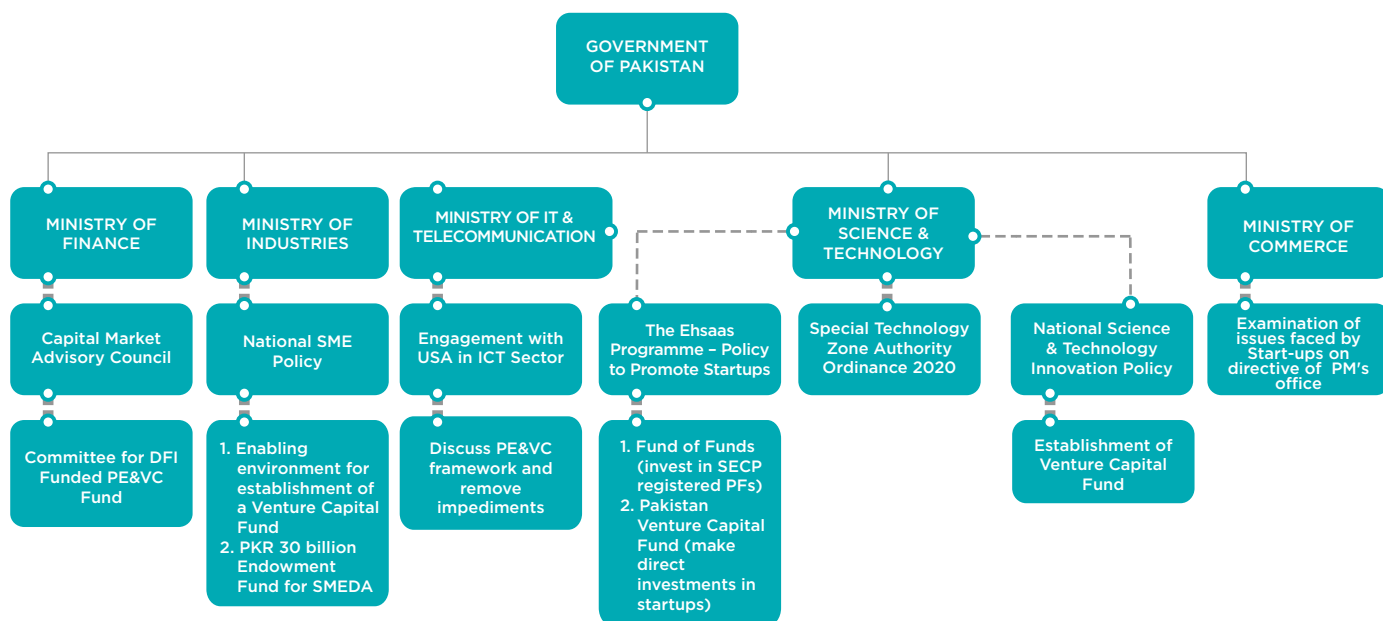 GOVERNMENT
OF PAKISTAN
MINISTRY OF
FINANCE
MINISTRY OF
INDUSTRIES
MINISTRY OF IT &
TELECOMMUNICATION
MINISTRY OF
SCIENCE &
TECHNOLOGY
MINISTRY OF
COMMERCE
Capital Market
Advisory Council
National SME
Policy
Engagement with
USA in ICT Sector
The Ehsaas
Programme – Policy
to Promote Startups
Special Technology
Zone Authority
Ordinance 2020
National Science
& Technology
Innovation Policy
Examination of
issues faced by
Start-ups on
directive of PM's
office
Committee for DFI
Funded PE&VC
Fund
1. Enabling
environment for
establishment of
a Venture Capital
Fund
2. PKR 30 billion
Endowment
Fund for SMEDA
Discuss PE&VC
framework and
remove
impediments
1. Fund of Funds
(invest in SECP
registered PFs)
2. Pakistan
Venture Capital
Fund (make
direct
investments in
startups)
Establishment of
Venture Capital
Fund